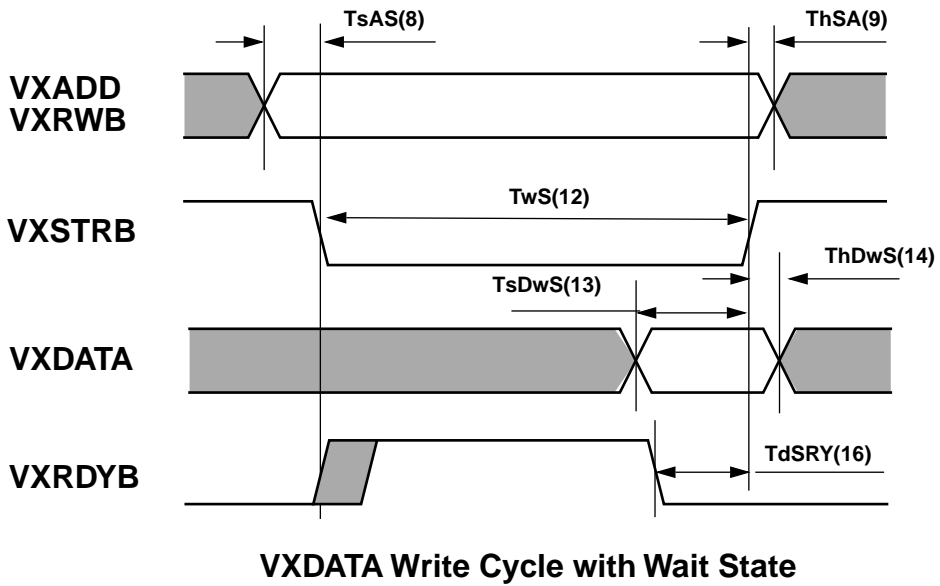 TsAS(8)
ThSA(9)
VXADD
VXRWB
TwS(12)
VXSTRB
ThDwS(14)
TsDwS(13)
VXDATA
TdSRY(16)
VXRDYB
VXDATA Write Cycle with Wait State